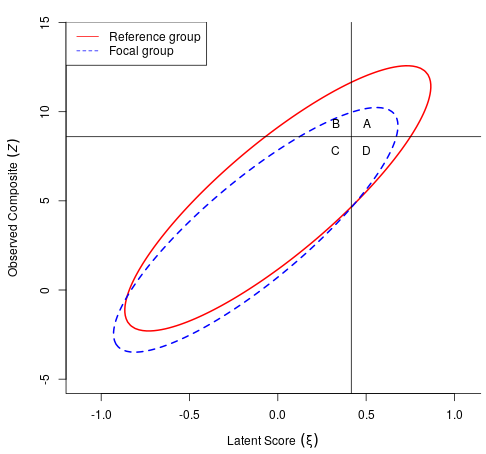 Reference group
Focal group
Observed Composite (Z)
15
10
5
0
-5
B A
C D
-1.0 -0.5 0.0 0.5 1.0
Latent Score (ξ)